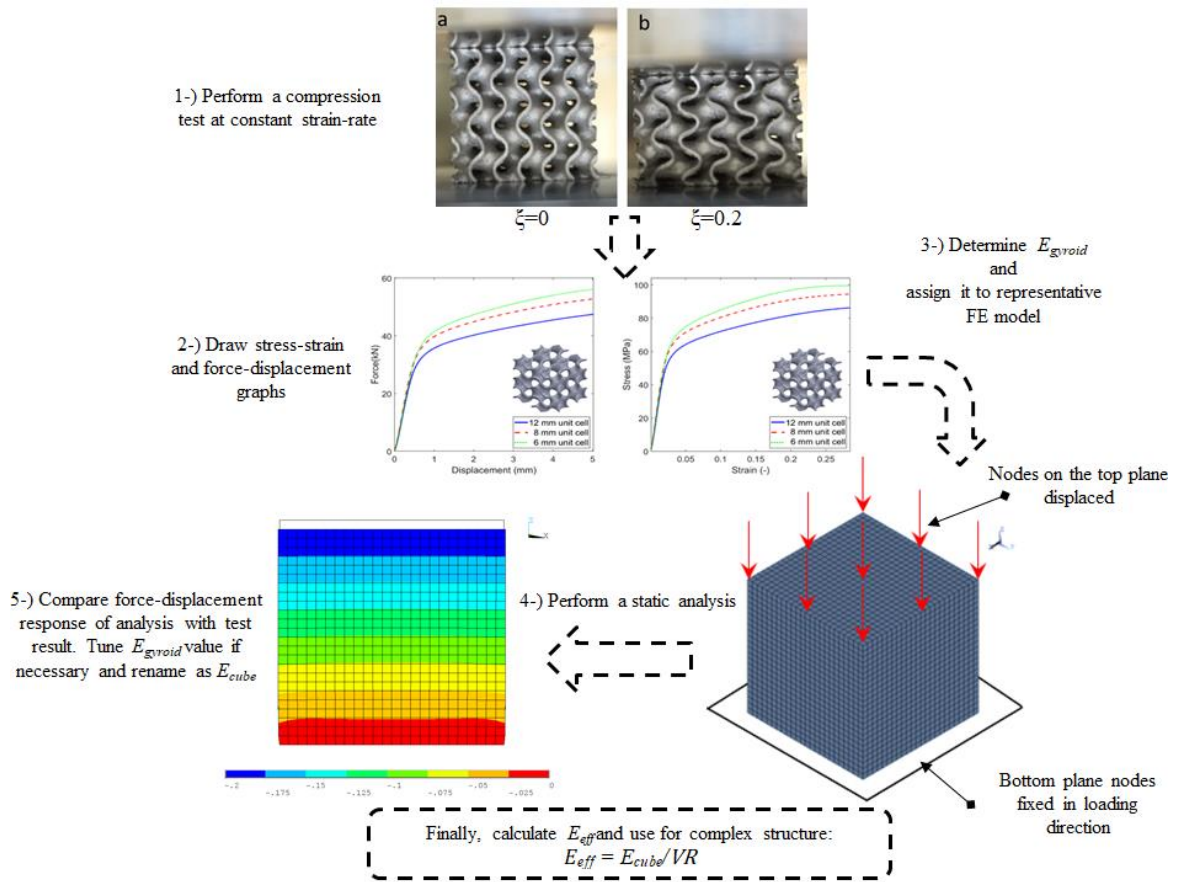 a
b
1-) Perform a compression
test at constant strain-rate
ξ=0
ξ=0.2
2-) Draw stress-strain
and force-displacement
graphs
Force(kN)
60
40
20
0
0
1
2
3
4
5
Displacement (mm)
12 mm unit cell
8 mm unit cell
6 mm unit cell
Stress (MPa)
100
80
60
40
20
0
0.05
0.1
0.15
0.2
0.25
Strain (-)
12 mm unit cell
8 mm unit cell
6 mm unit cell
3-) Determine Egyroid
and
assign it to representative
FE model
Nodes on the top plane
displaced
Bottom plane nodes
fixed in loading
direction
4-) Perform a static analysis
5-) Compare force-displacement
response of analysis with test
result. Tune Egyroid value if
necessary and rename as Ecube
Z
X
-.2
-.175
-.15
-.125
-.1
-.075
-.05
-.025
0
Finally, calculate Eeff and use for complex structure:
Eeff = Ecube/VR